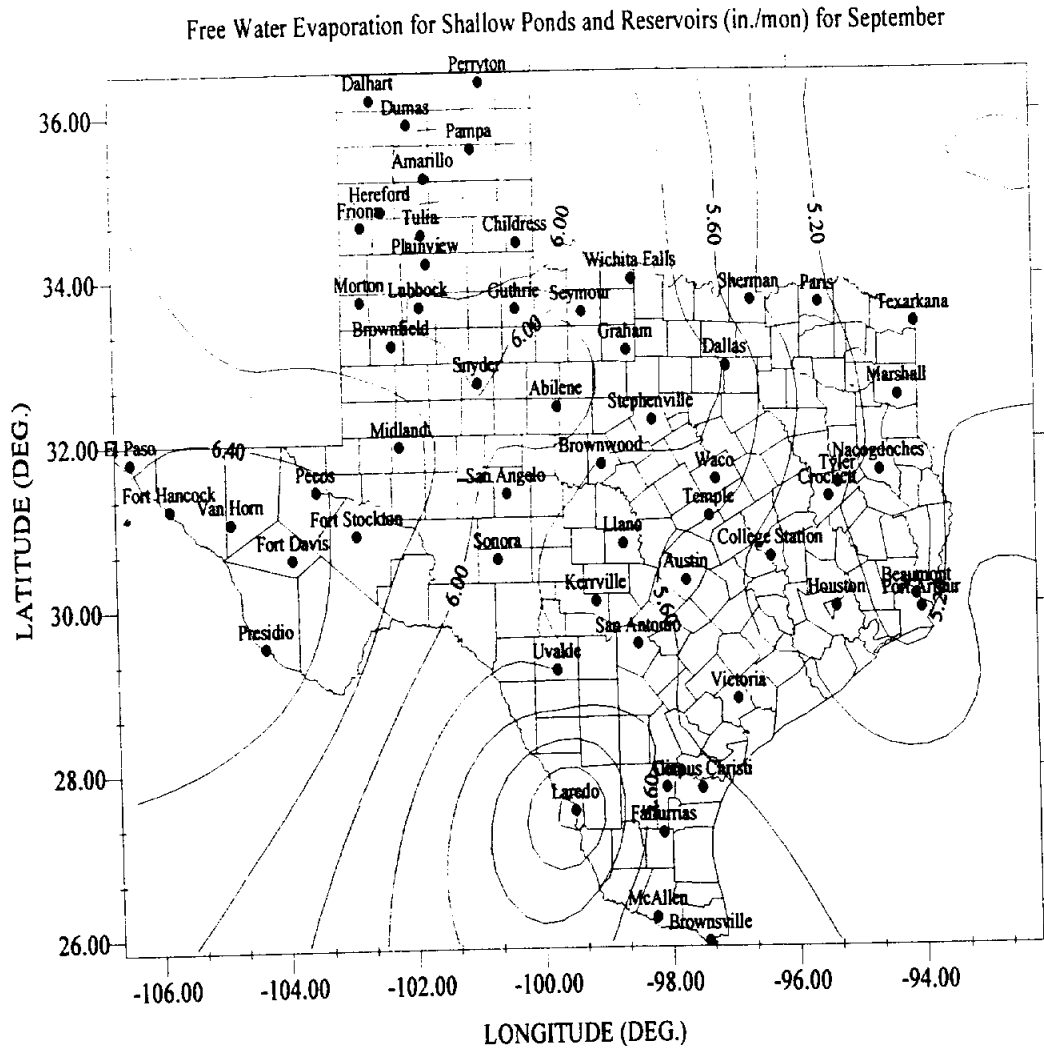 Free Water Evaporation for Shallow Ponds and Reservoirs (in./mon) for September
Perryton
Dalhart
Dumas
36.00
Pampa
Amarillo
Hereford
Friona
Tulia
Childress
6.00
5.60
5.20
Plainview
Wichita Falls
34.00
Morton
Lubbock
Guthrie
Seymour
Sherman
Paris
Texarkana
6.00
Brownfield
Graham
Dallas
Snyder
Marshall
Abilene
Stephenville
LATITUDE (DEG.)
32.00
El Paso
6.40
Midland
Brownwood
Nacogdoches
Waco
Tyler
Pecos
San Angelo
Crockett
Fort Hancock
Van Horn
Temple
Fort Stockton
Llano
College Station
Fort Davis
Sonora
Austin
6.00
Kerrville
Houston
Beaumont
Port Arthur
5.2
30.00
5.60
Presidio
San Antonio
Uvalde
Victoria
28.00
Corpus Christi
Laredo
5.60
Falfurrias
McAllen
Brownsville
26.00
-106.00
-104.00
-102.00
-100.00
-98.00
-96.00
-94.00
LONGITUDE (DEG.)